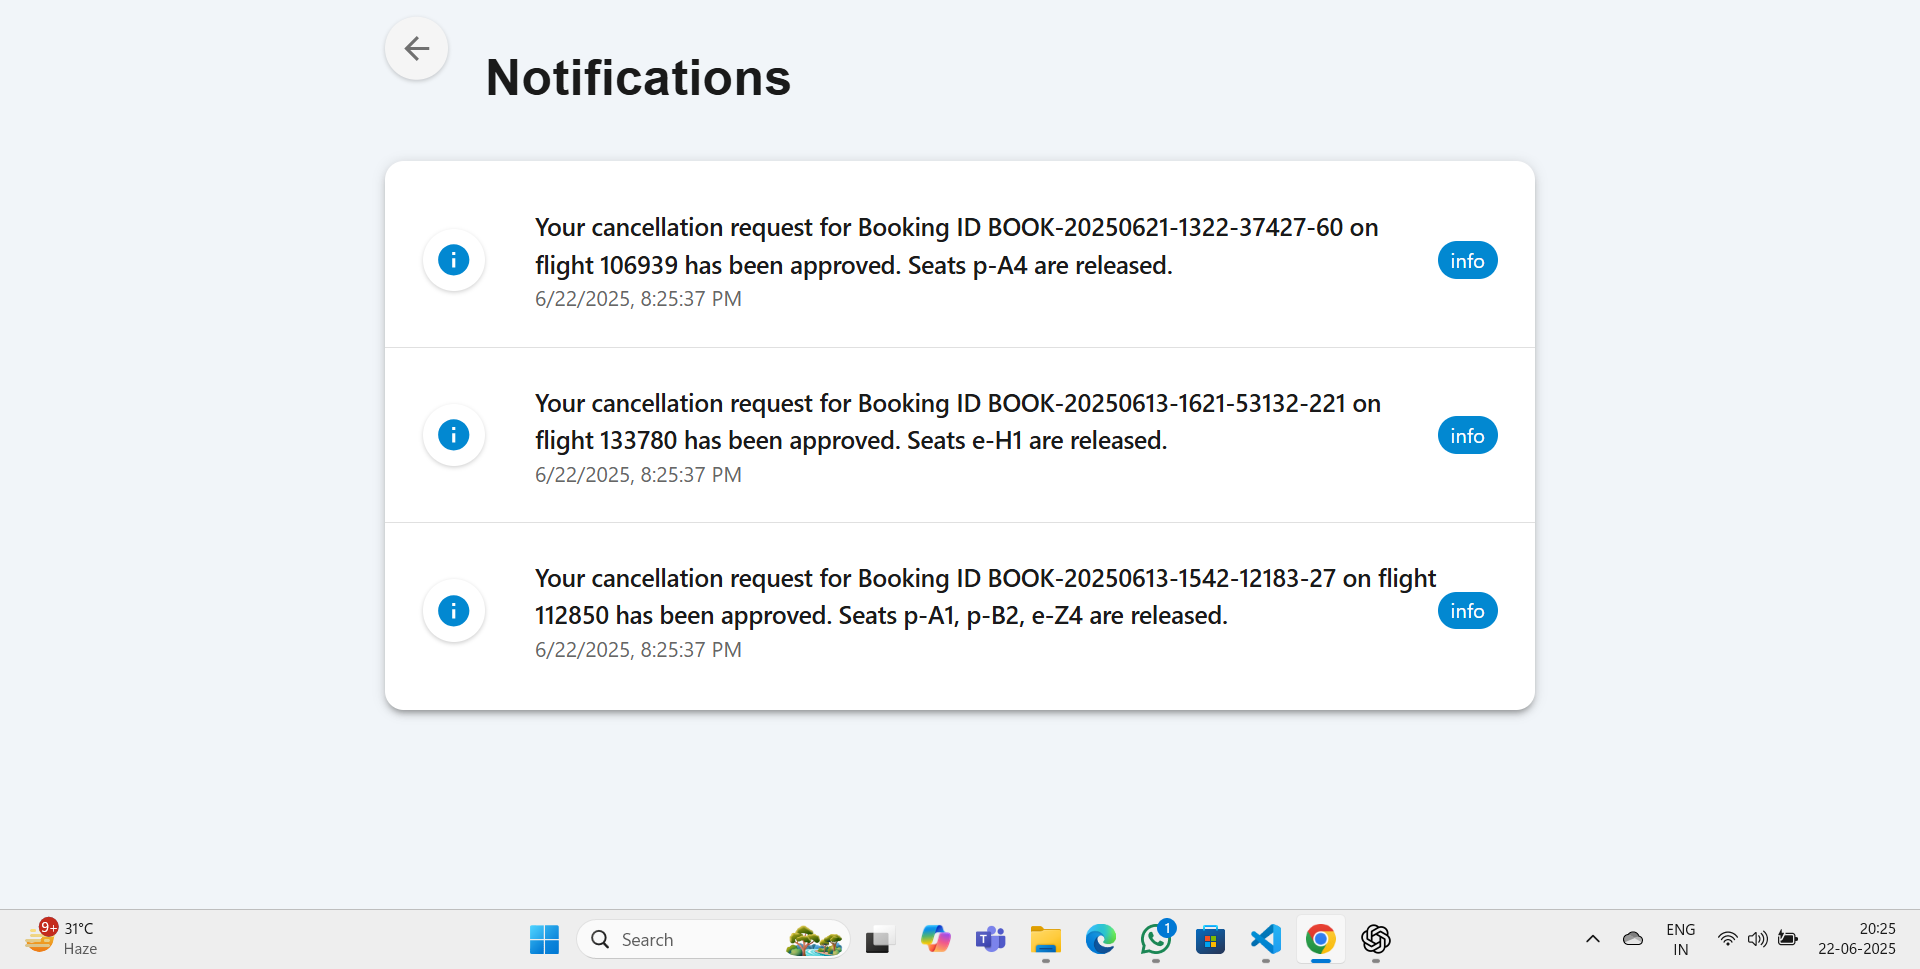 Notifications
Your cancellation request for Booking ID BOOK-20250621-1322-37427-60 on
flight 106939 has been approved. Seats p-A4 are released.
6/22/2025, 8:25:37 PM
info
Your cancellation request for Booking ID BOOK-20250613-1621-53132-221 on
flight 133780 has been approved. Seats e-H1 are released.
6/22/2025, 8:25:37 PM
info
Your cancellation request for Booking ID BOOK-20250613-1542-12183-27 on flight
112850 has been approved. Seats p-A1, p-B2, e-Z4 are released.
6/22/2025, 8:25:37 PM
info
9+
31°C
Haze
Search
1
ENG
IN
20:25
22-06-2025